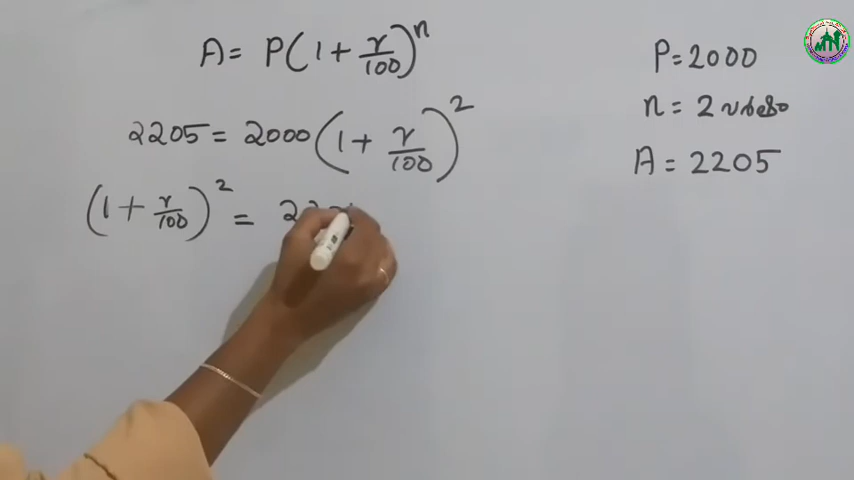 A = P(1 + r/100)^n
2205 = 2000(1 + r/100)^2
(1 + r/100)^2 =
P = 2000
n = 2 വർഷം
A = 2205